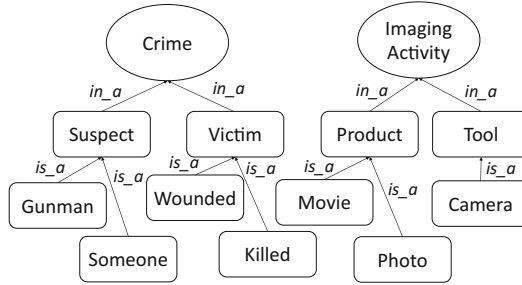 Crime
Imaging
Activity
in_a
in_a
in_a
in_a
Suspect
Victim
Product
Tool
is_a
is_a
is_a
is_a
is_a
is_a
is_a
Gunman
Wounded
Movie
Camera
Someone
Killed
Photo